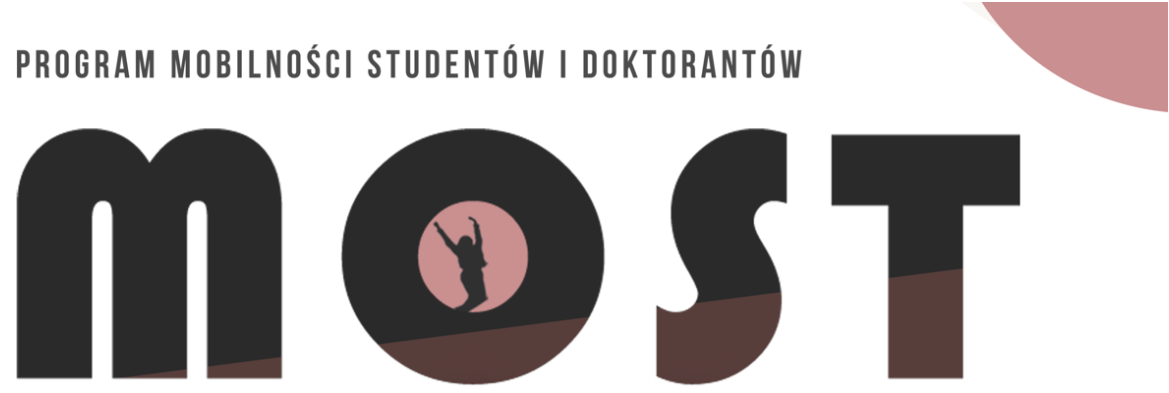 PROGRAM MOBILNOŚCI STUDENTÓW I DOKTORANTÓW
MOST